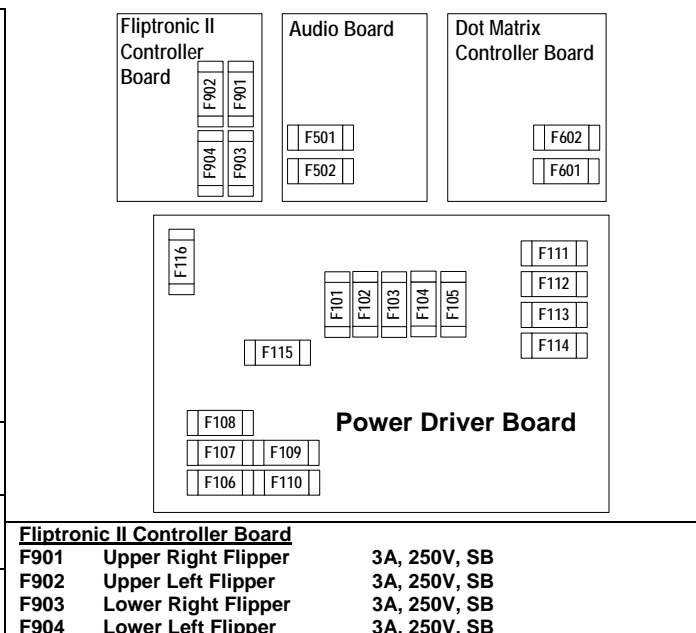 Fliptronic II
Controller
Board
F902
F901
F904
F903
Audio Board
F501
F502
Dot Matrix
Controller Board
F602
F601
F116
F101
F102
F103
F104
F105
F111
F112
F113
F114
F115
Power Driver Board
F108
F107
F109
F106
F110
Fliptronic II Controller Board
F901 Upper Right Flipper 3A, 250V, SB
F902 Upper Left Flipper 3A, 250V, SB
F903 Lower Right Flipper 3A, 250V, SB
F904 Lower Left Flipper 3A, 250V, SB